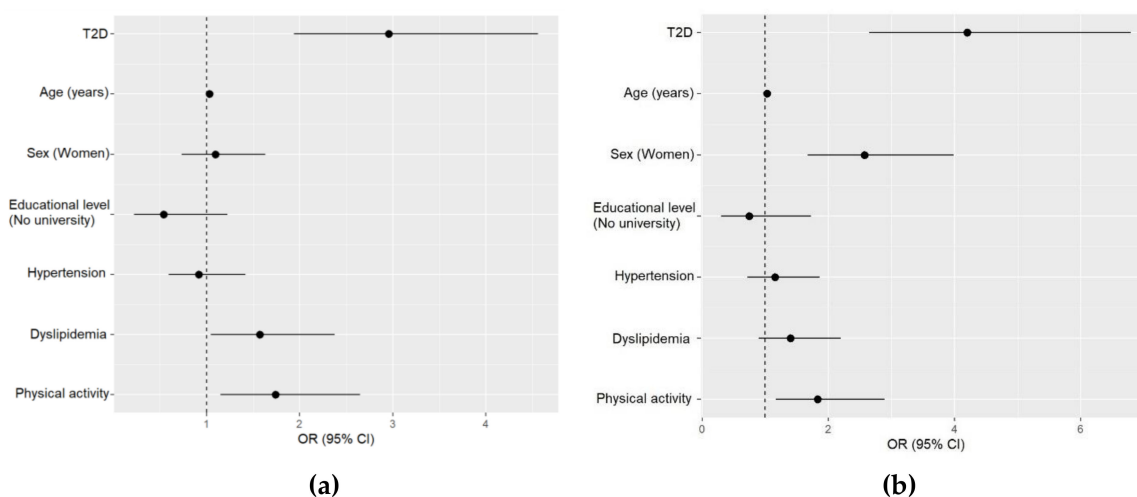 T2D
Age (years)
Sex (Women)
Educational level
(No university)
Hypertension
Dyslipidemia
Physical activity
1 2 3 4
OR (95% CI)
(a)
T2D
Age (years)
Sex (Women)
Educational level
(No university)
Hypertension
Dyslipidemia
Physical activity
0 2 4 6
OR (95% CI)
(b)